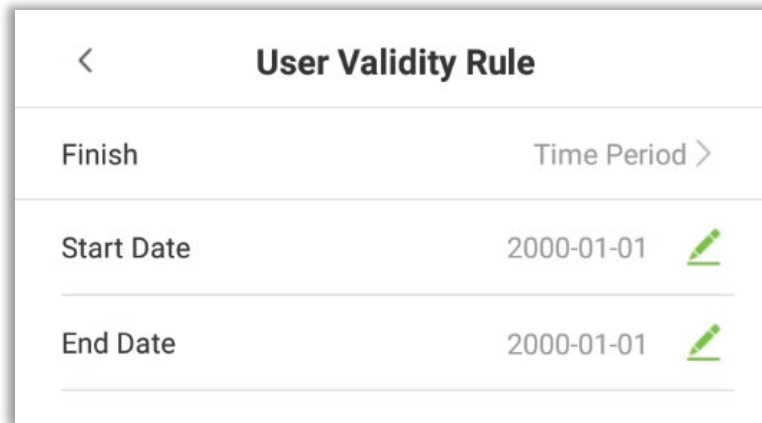 User Validity Rule
Finish Time Period
Start Date 2000-01-01
End Date 2000-01-01